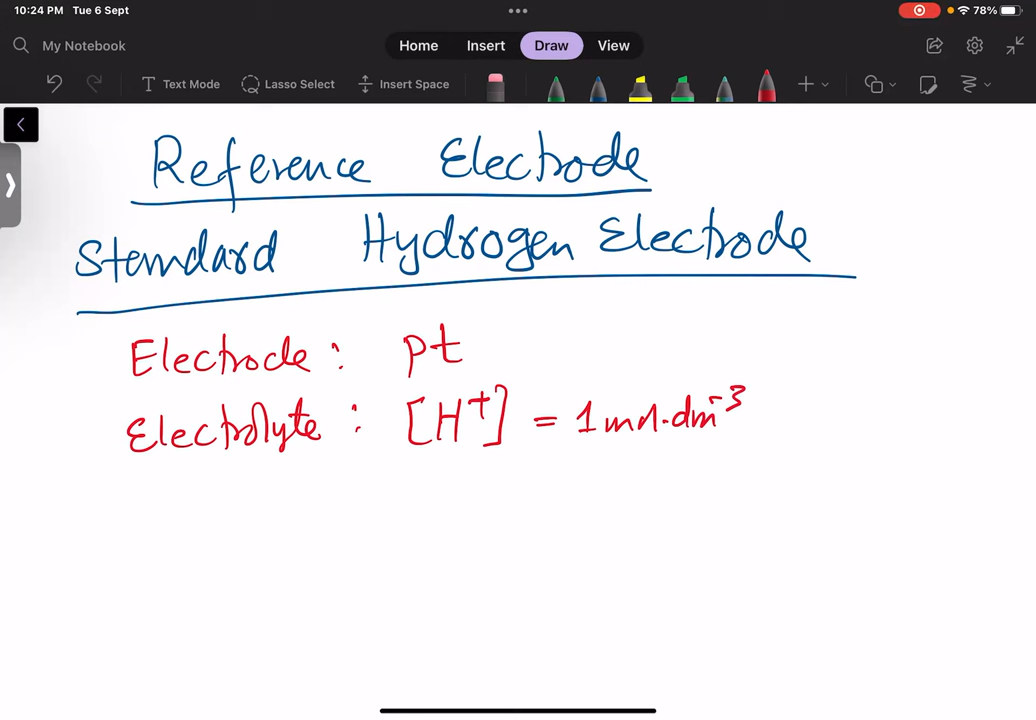 10:24 PM Tue 6 Sept
78%
My Notebook
Home Insert Draw View
Text Mode Lasso Select Insert Space
Reference Electrode
Standard Hydrogen Electrode
Electrode : pt
Electrolyte : [H⁺] = 1 mol.dm⁻³